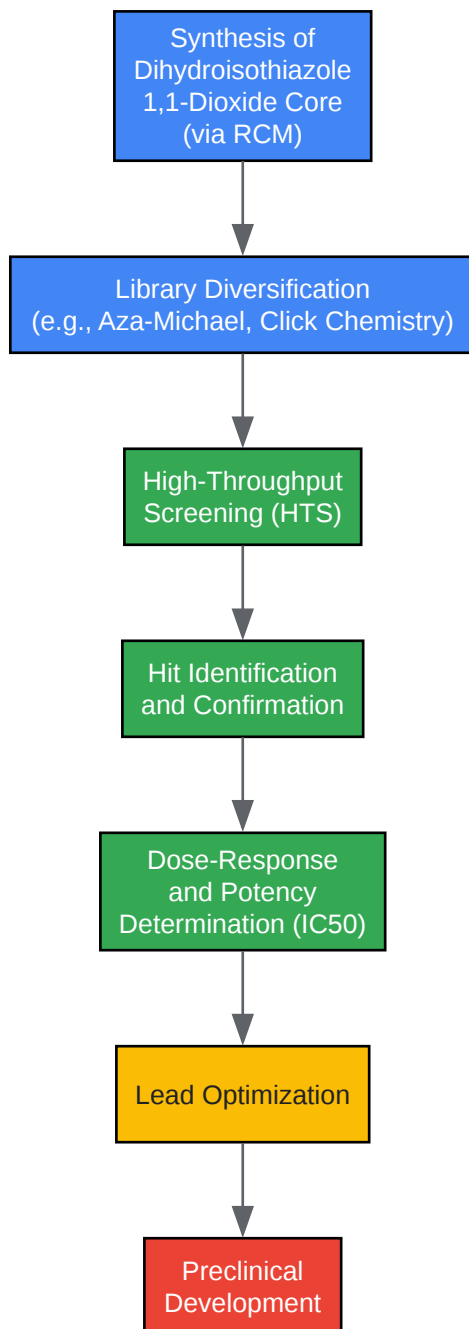 Synthesis of
Dihydroisothiazole
1,1-Dioxide Core
(via RCM)
Library Diversification
(e.g., Aza-Michael, Click Chemistry)
High-Throughput
Screening (HTS)
Hit Identification
and Confirmation
Dose-Response
and Potency
Determination (IC50)
Lead Optimization
Preclinical
Development